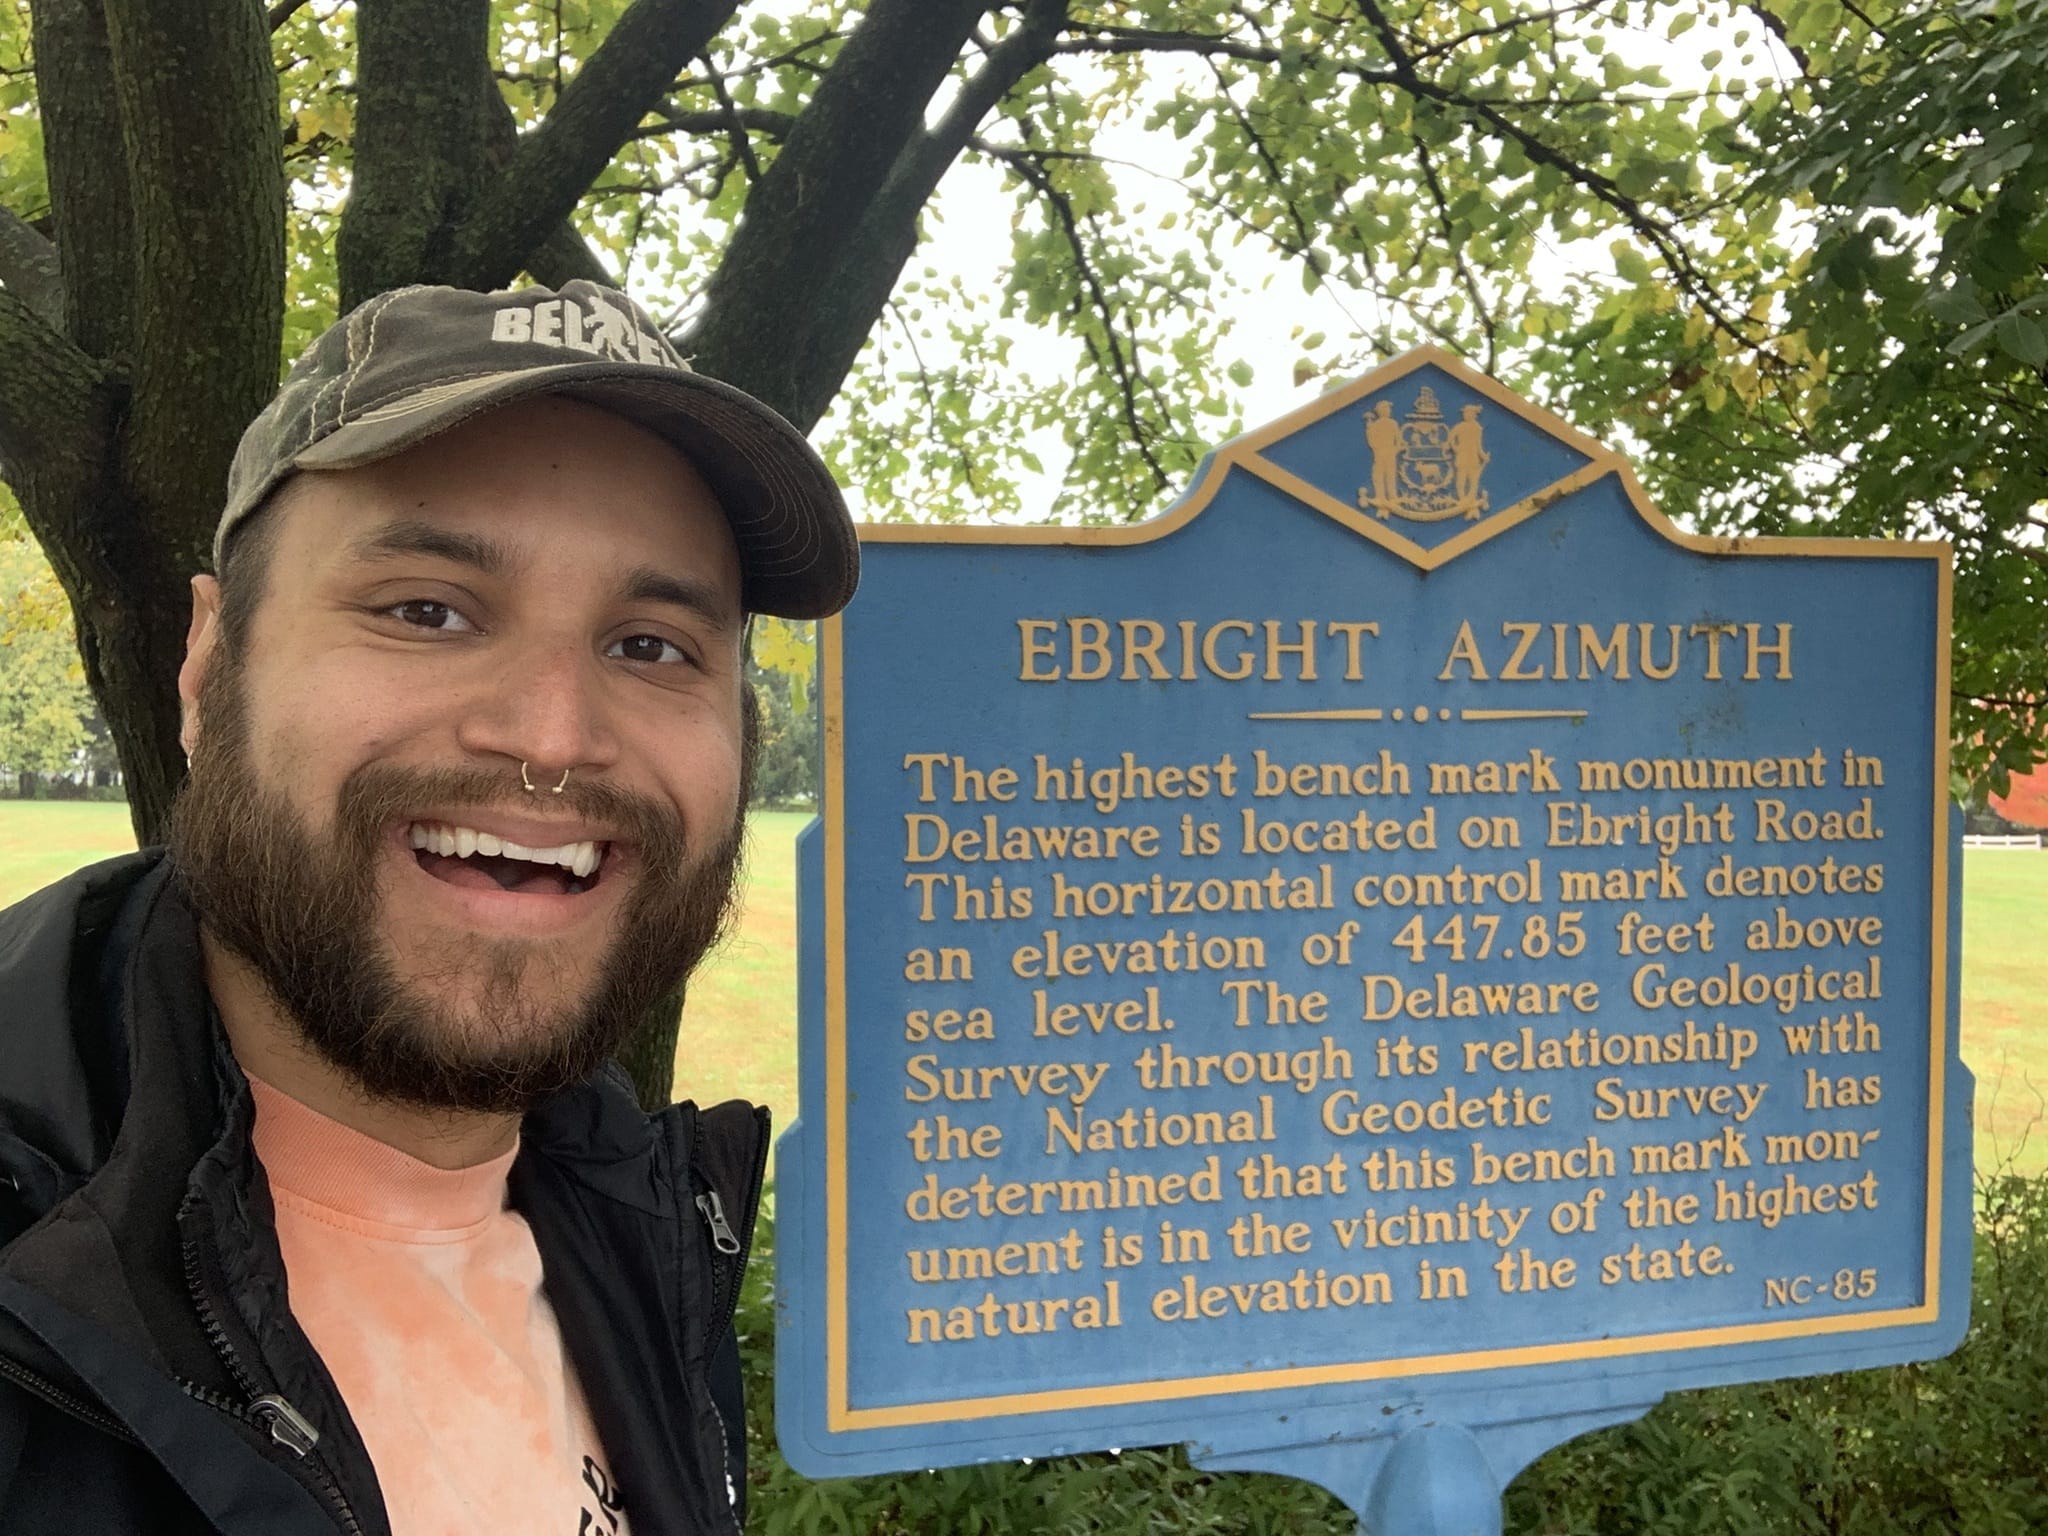 BEL
EBRIGHT AZIMUTH
The highest bench mark monument in
Delaware is located on Ebright Road.
This horizontal control mark denotes
an elevation of 447.85 feet above
sea level. The Delaware Geological
Survey through its relationship with
the National Geodetic Survey has
determined that this bench mark mon-
ument is in the vicinity of the highest
natural elevation in the state.
NC-85